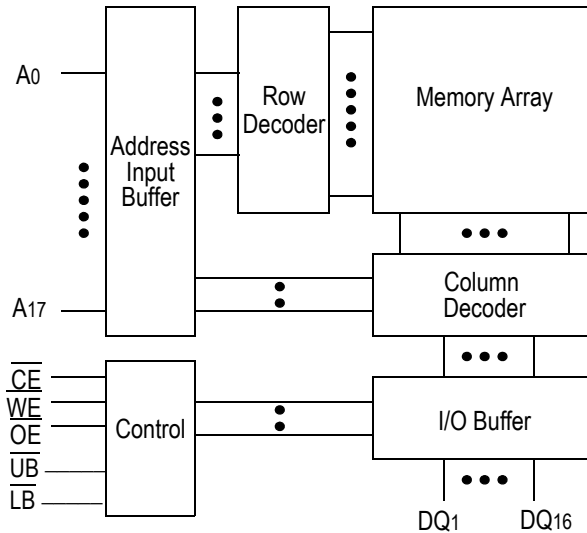 A0
A17
Address
Input
Buffer
Row
Decoder
Memory Array
Column
Decoder
CE
WE
OE
UB
LB
Control
I/O Buffer
DQ1
DQ16